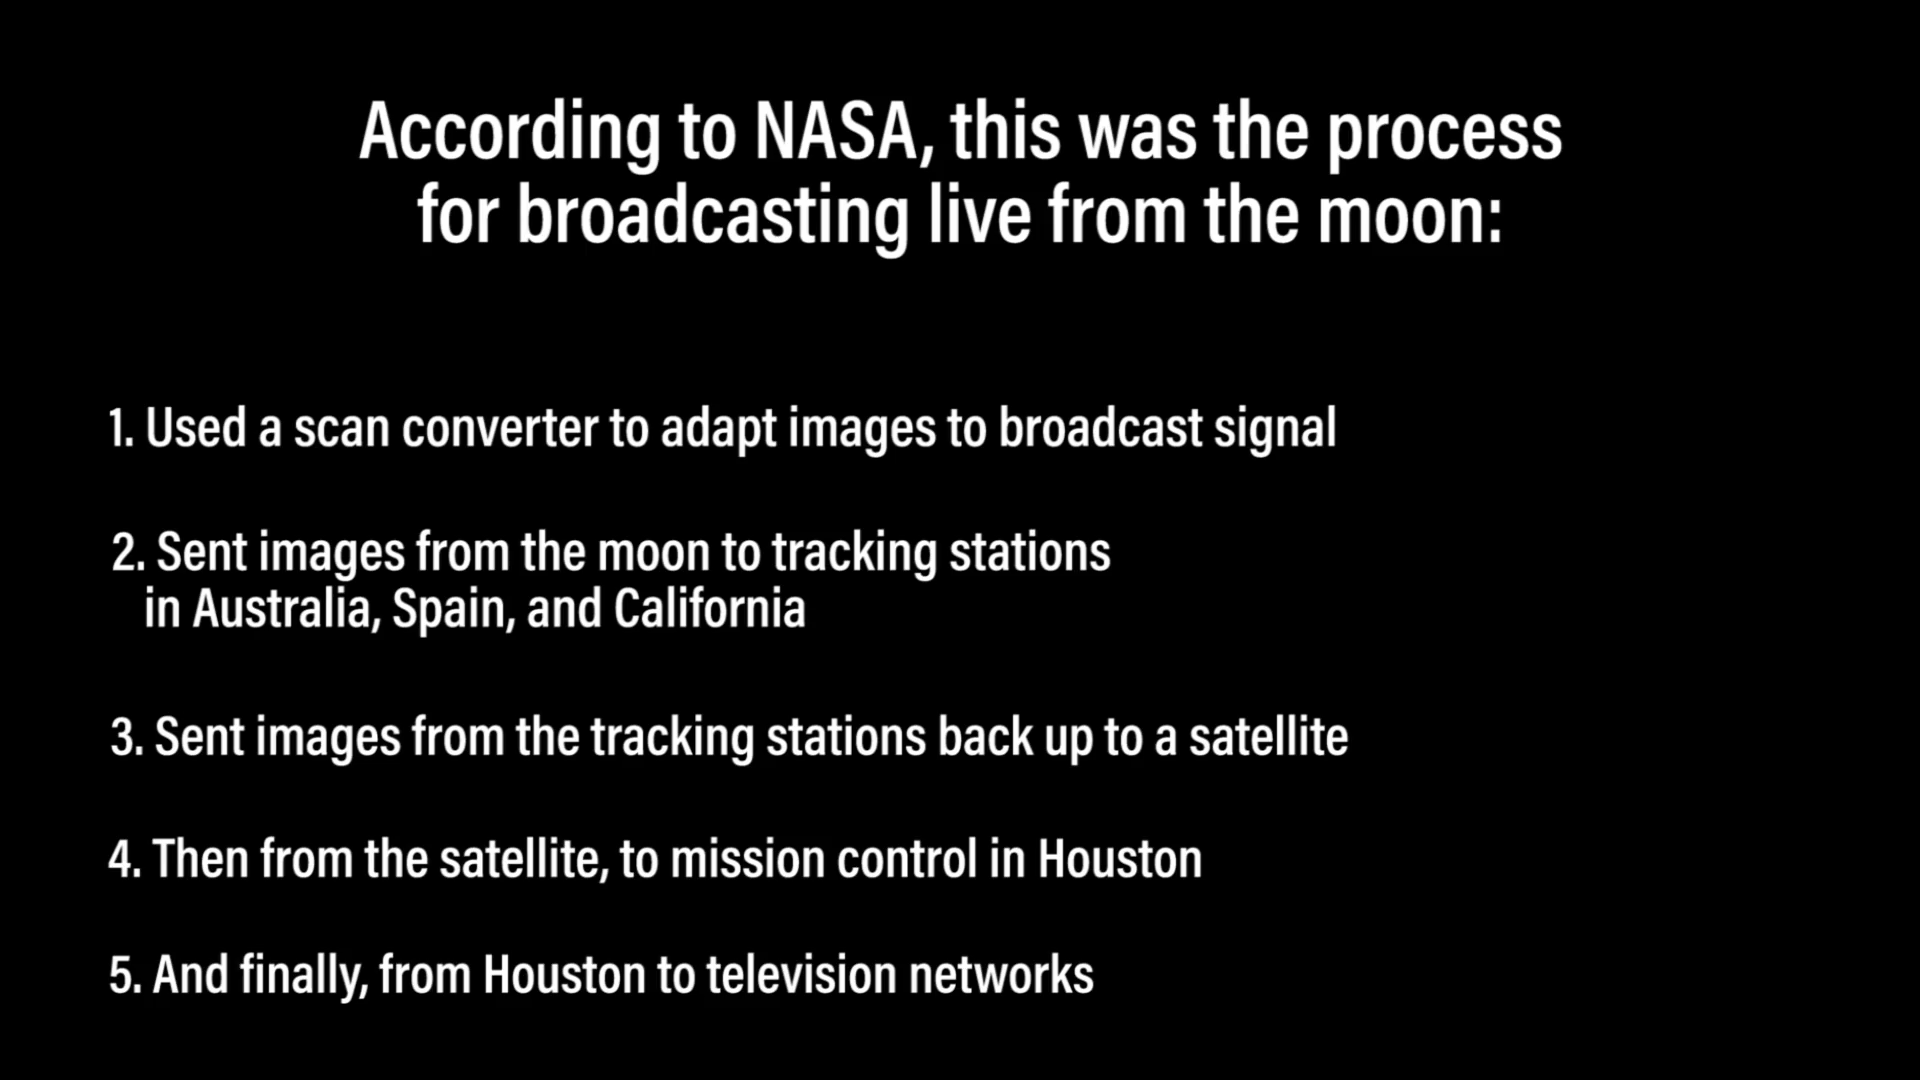 According to NASA, this was the process
for broadcasting live from the moon:
1. Used a scan converter to adapt images to broadcast signal
2. Sent images from the moon to tracking stations
in Australia, Spain, and California
3. Sent images from the tracking stations back up to a satellite
4. Then from the satellite, to mission control in Houston
5. And finally, from Houston to television networks